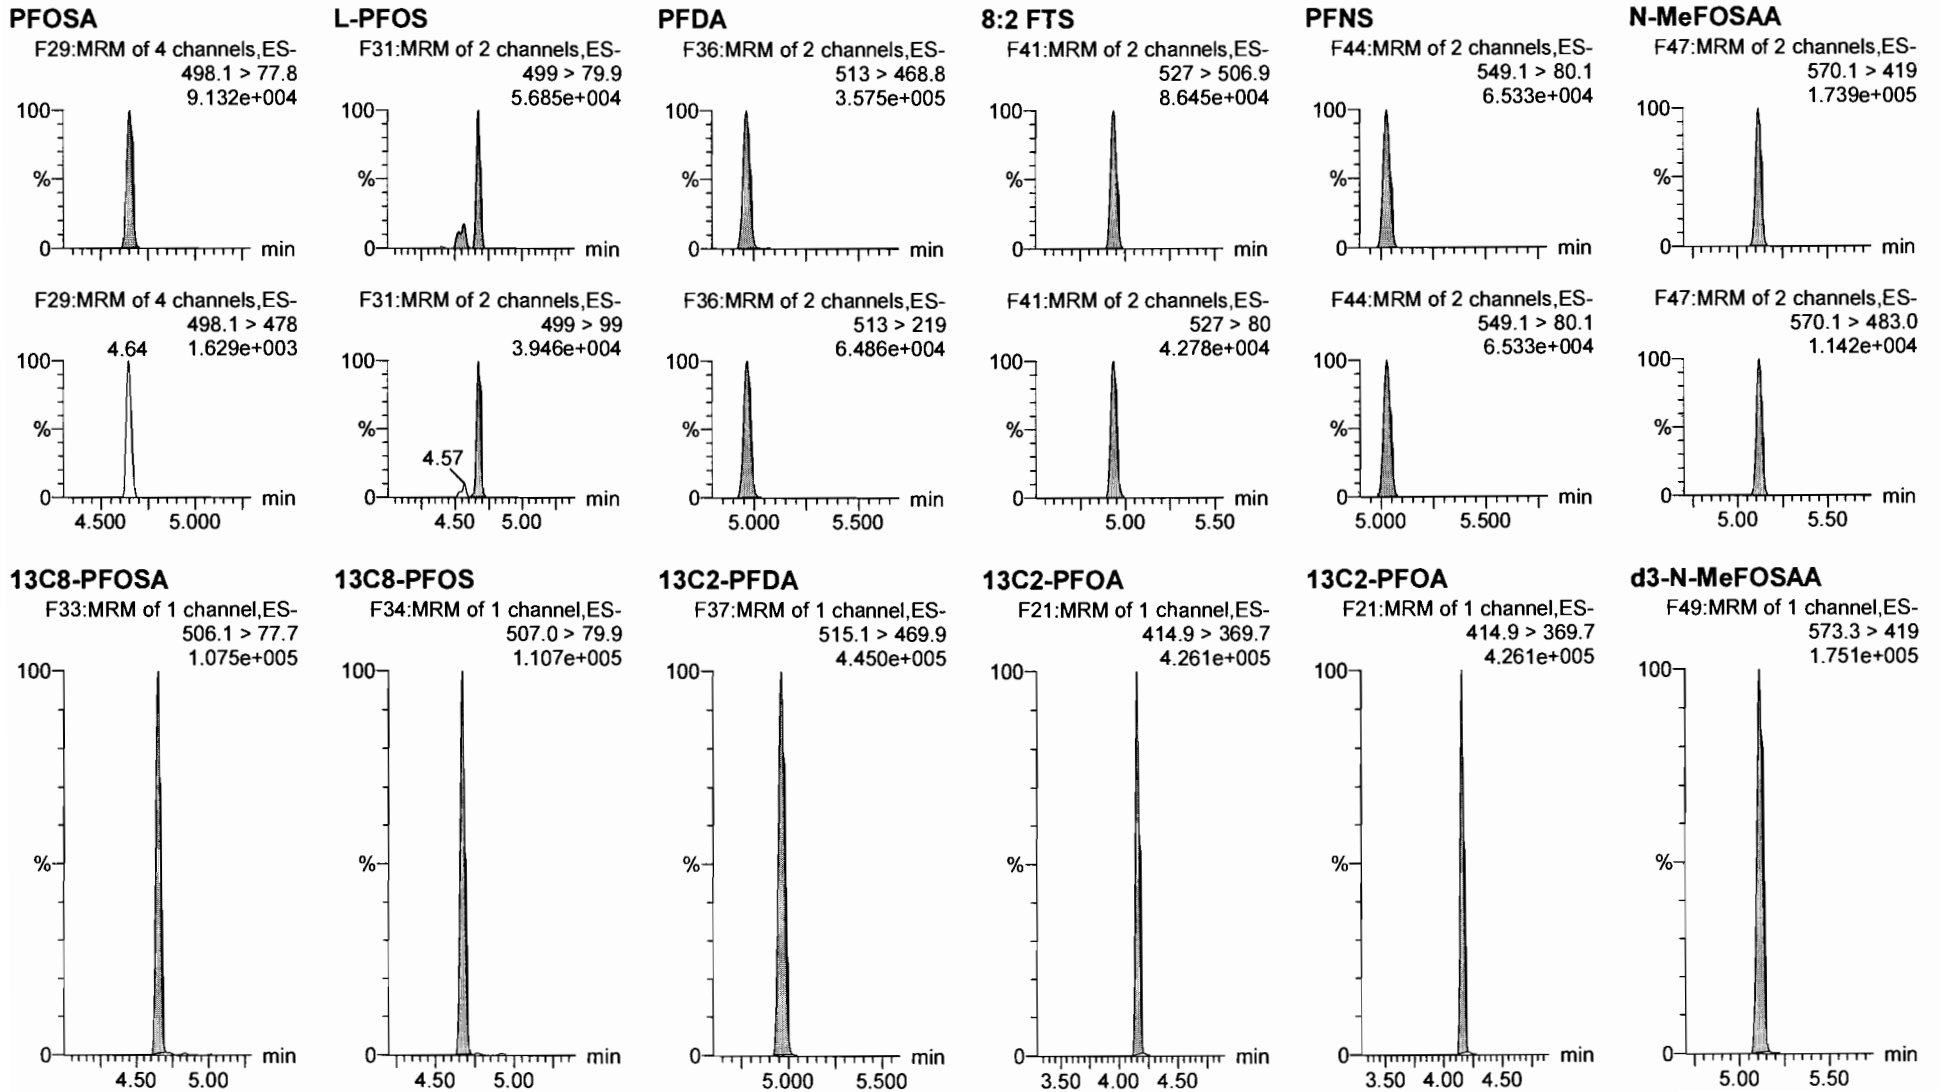 PFOSA
F29:MRM of 4 channels,ES-
498.1 > 77.8
9.132e+004
100
%
0
min
F29:MRM of 4 channels,ES-
498.1 > 478
1.629e+003
4.64
100
%
0
min
4.500 5.000
L-PFOS
F31:MRM of 2 channels,ES-
499 > 79.9
5.685e+004
100
%
0
min
F31:MRM of 2 channels,ES-
499 > 99
3.946e+004
100
%
4.57
0
min
4.50 5.00
PFDA
F36:MRM of 2 channels,ES-
513 > 468.8
3.575e+005
100
%
0
min
F36:MRM of 2 channels,ES-
513 > 219
6.486e+004
100
%
0
min
5.000 5.500
8:2 FTS
F41:MRM of 2 channels,ES-
527 > 506.9
8.645e+004
100
%
0
min
F41:MRM of 2 channels,ES-
527 > 80
4.278e+004
100
%
0
min
5.00 5.50
PFNS
F44:MRM of 2 channels,ES-
549.1 > 80.1
6.533e+004
100
%
0
min
F44:MRM of 2 channels,ES-
549.1 > 80.1
6.533e+004
100
%
0
min
5.000 5.500
N-MeFOSAA
F47:MRM of 2 channels,ES-
570.1 > 419
1.739e+005
100
%
0
min
F47:MRM of 2 channels,ES-
570.1 > 483.0
1.142e+004
100
%
0
min
5.00 5.50
13C8-PFOSA
F33:MRM of 1 channel,ES-
506.1 > 77.7
1.075e+005
100
%
0
min
4.50 5.00
13C8-PFOS
F34:MRM of 1 channel,ES-
507.0 > 79.9
1.107e+005
100
%
0
min
4.50 5.00
13C2-PFDA
F37:MRM of 1 channel,ES-
515.1 > 469.9
4.450e+005
100
%
0
min
5.000 5.500
13C2-PFOA
F21:MRM of 1 channel,ES-
414.9 > 369.7
4.261e+005
100
%
0
min
3.50 4.00 4.50
13C2-PFOA
F21:MRM of 1 channel,ES-
414.9 > 369.7
4.261e+005
100
%
0
min
3.50 4.00 4.50
d3-N-MeFOSAA
F49:MRM of 1 channel,ES-
573.3 > 419
1.751e+005
100
%
0
min
5.00 5.50